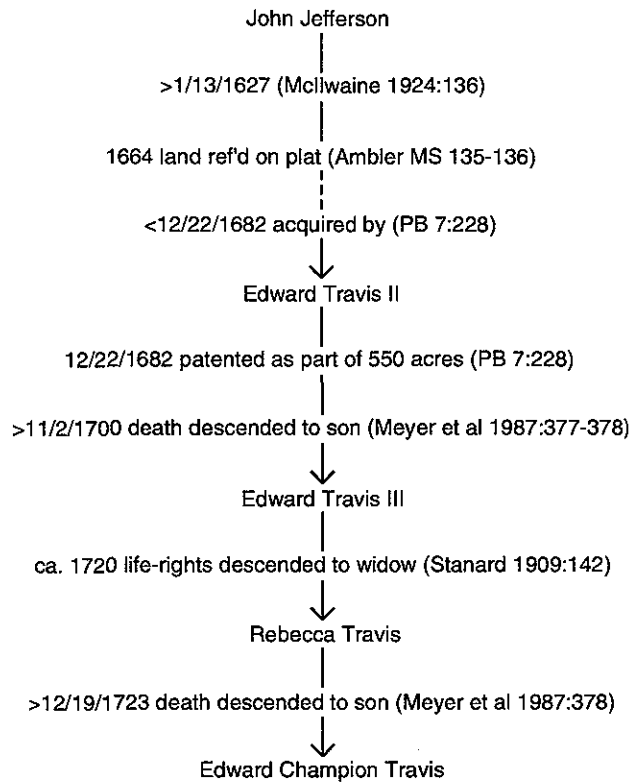 John Jefferson
>1/13/1627 (McIlwaine 1924:136)
1664 land ref'd on plat (Ambler MS 135-136)
<12/22/1682 acquired by (PB 7:228)
Edward Travis II
12/22/1682 patented as part of 550 acres (PB 7:228)
>11/2/1700 death descended to son (Meyer et al 1987:377-378)
Edward Travis III
ca. 1720 life-rights descended to widow (Stanard 1909:142)
Rebecca Travis
>12/19/1723 death descended to son (Meyer et al 1987:378)
Edward Champion Travis